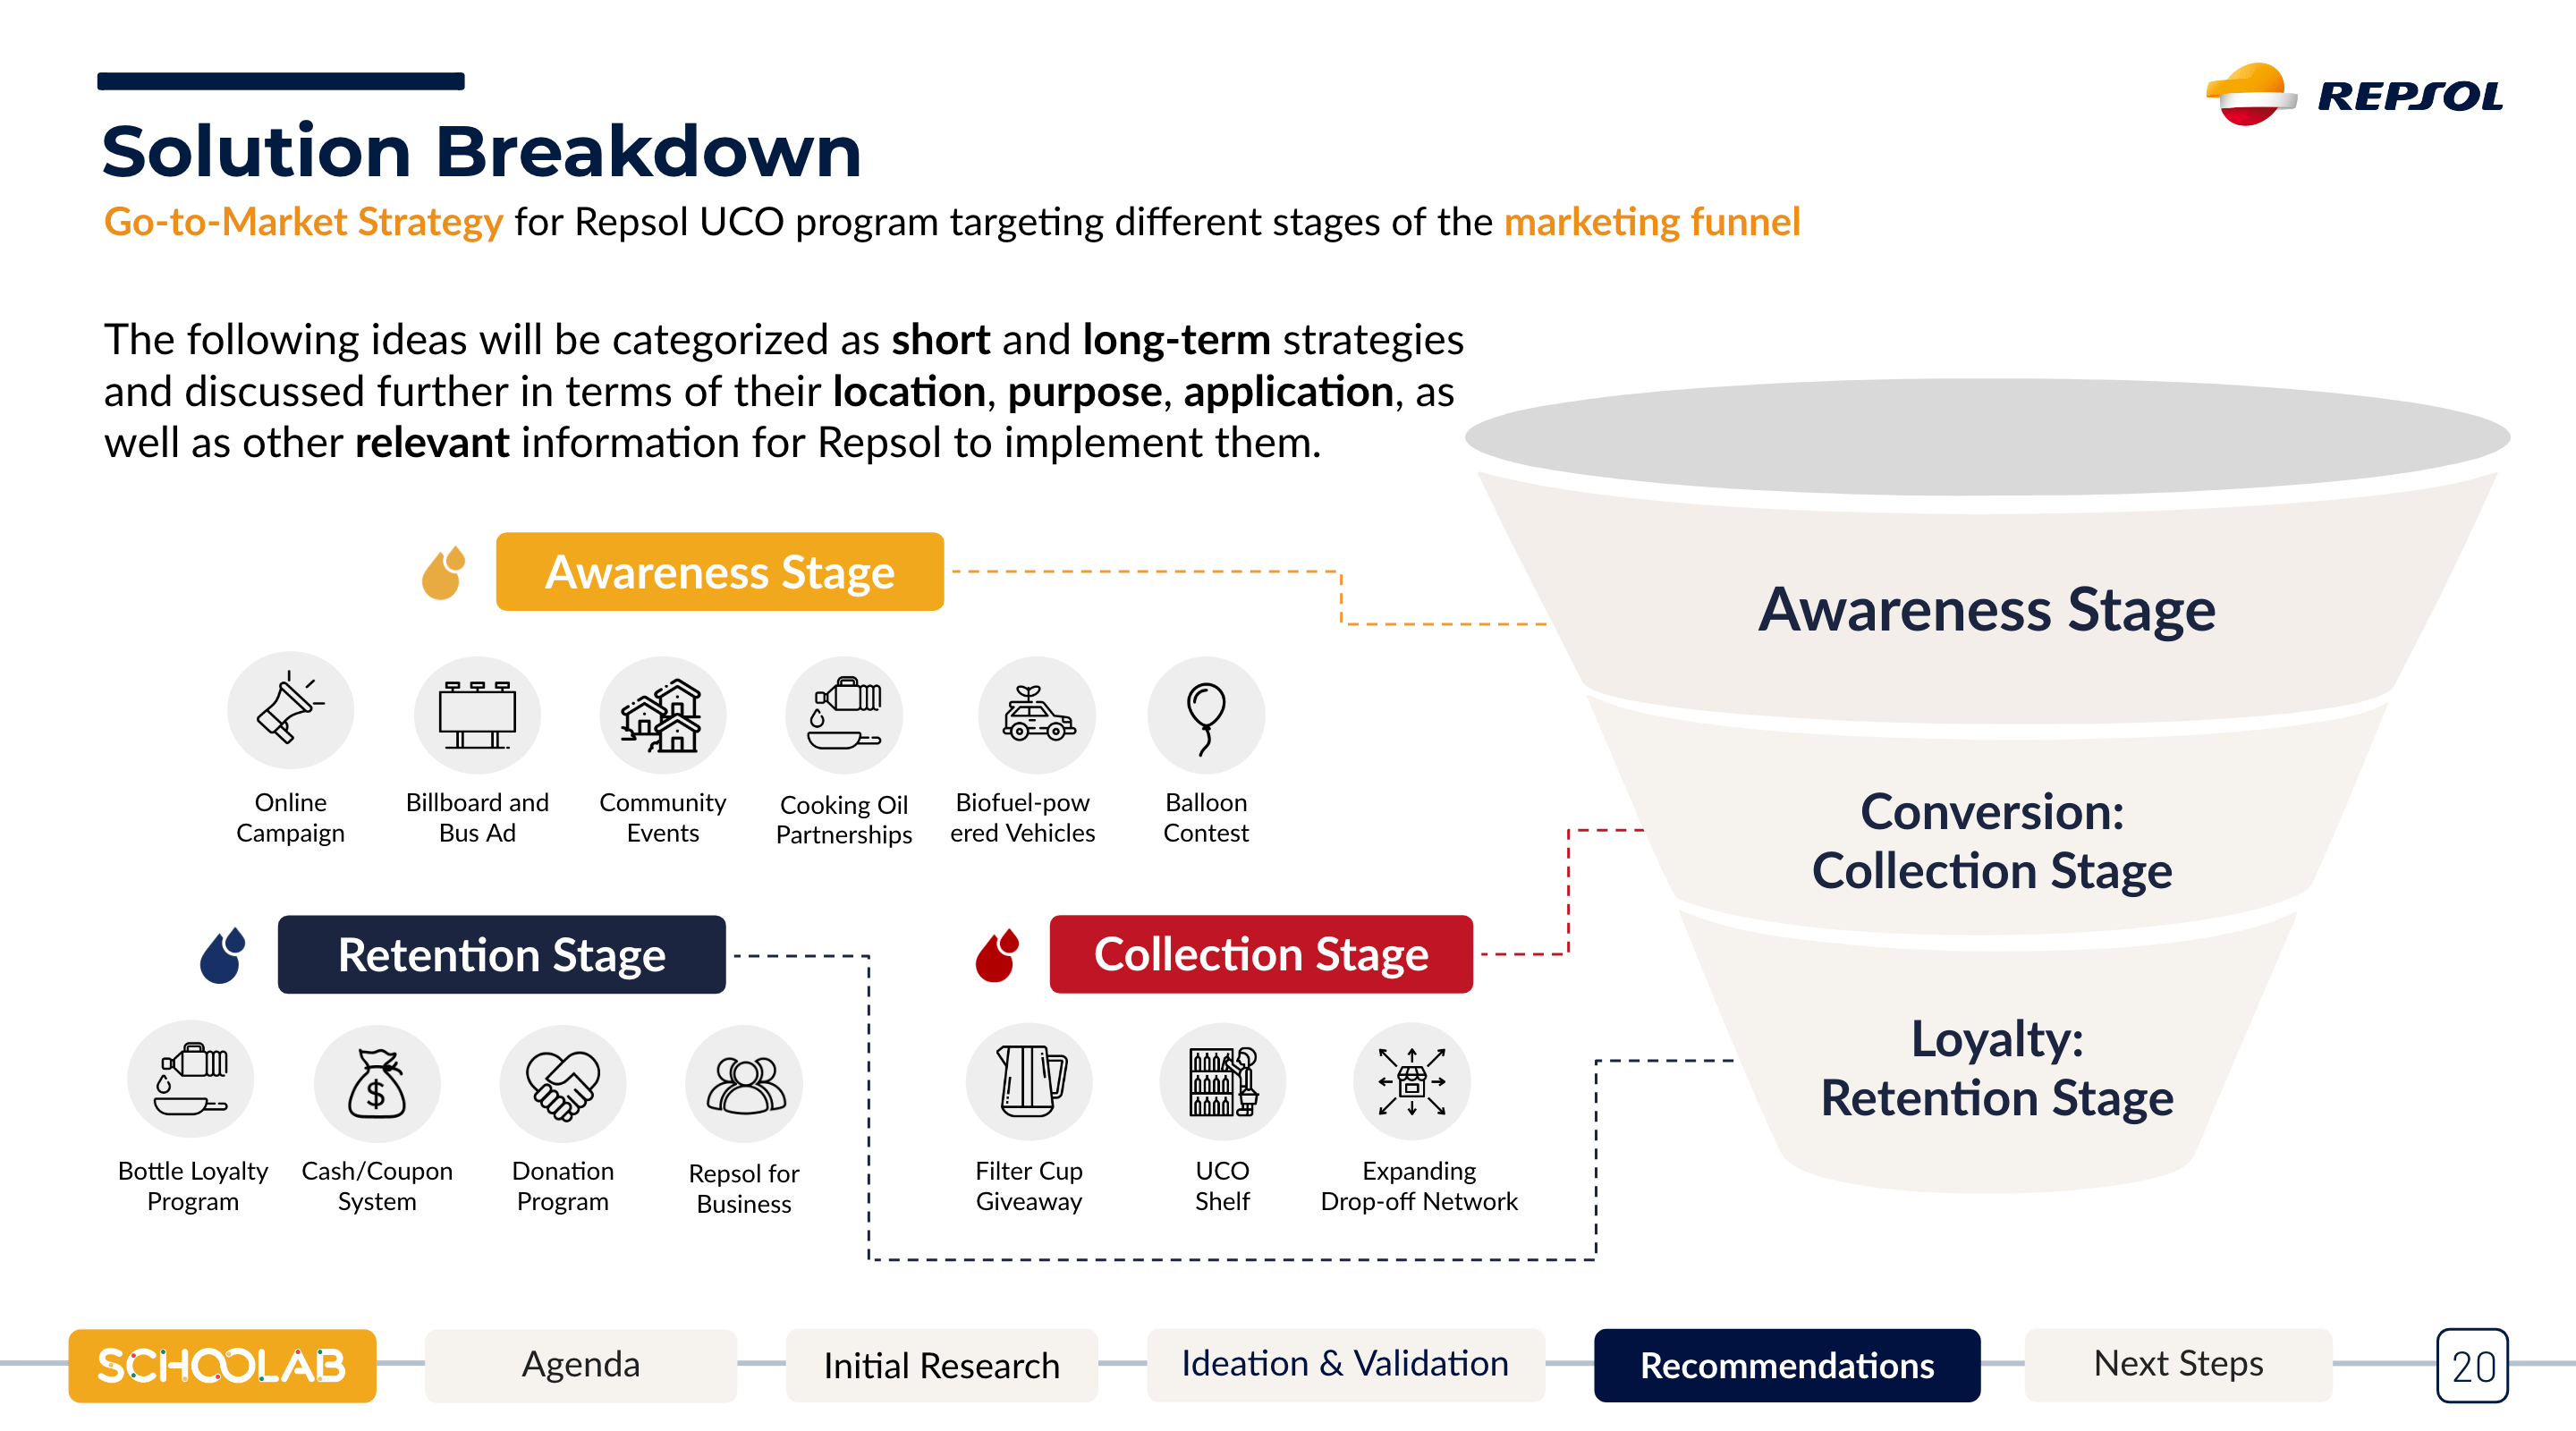 REPSOL
Solution Breakdown
Go-to-Market Strategy for Repsol UCO program targeting different stages of the marketing funnel
The following ideas will be categorized as short and long-term strategies
and discussed further in terms of their location, purpose, application, as
well as other relevant information for Repsol to implement them.
Awareness Stage
Online
Campaign
Billboard and
Bus Ad
Community
Events
Cooking Oil
Partnerships
Biofuel-pow
ered Vehicles
Balloon
Contest
Retention Stage
$
Bottle Loyalty
Program
Cash/Coupon
System
Donation
Program
Repsol for
Business
Collection Stage
Filter Cup
Giveaway
UCO
Shelf
Expanding
Drop-off Network
Awareness Stage
Conversion:
Collection Stage
Loyalty:
Retention Stage
SCHOOLAB
Agenda
Initial Research
Ideation & Validation
Recommendations
Next Steps
20